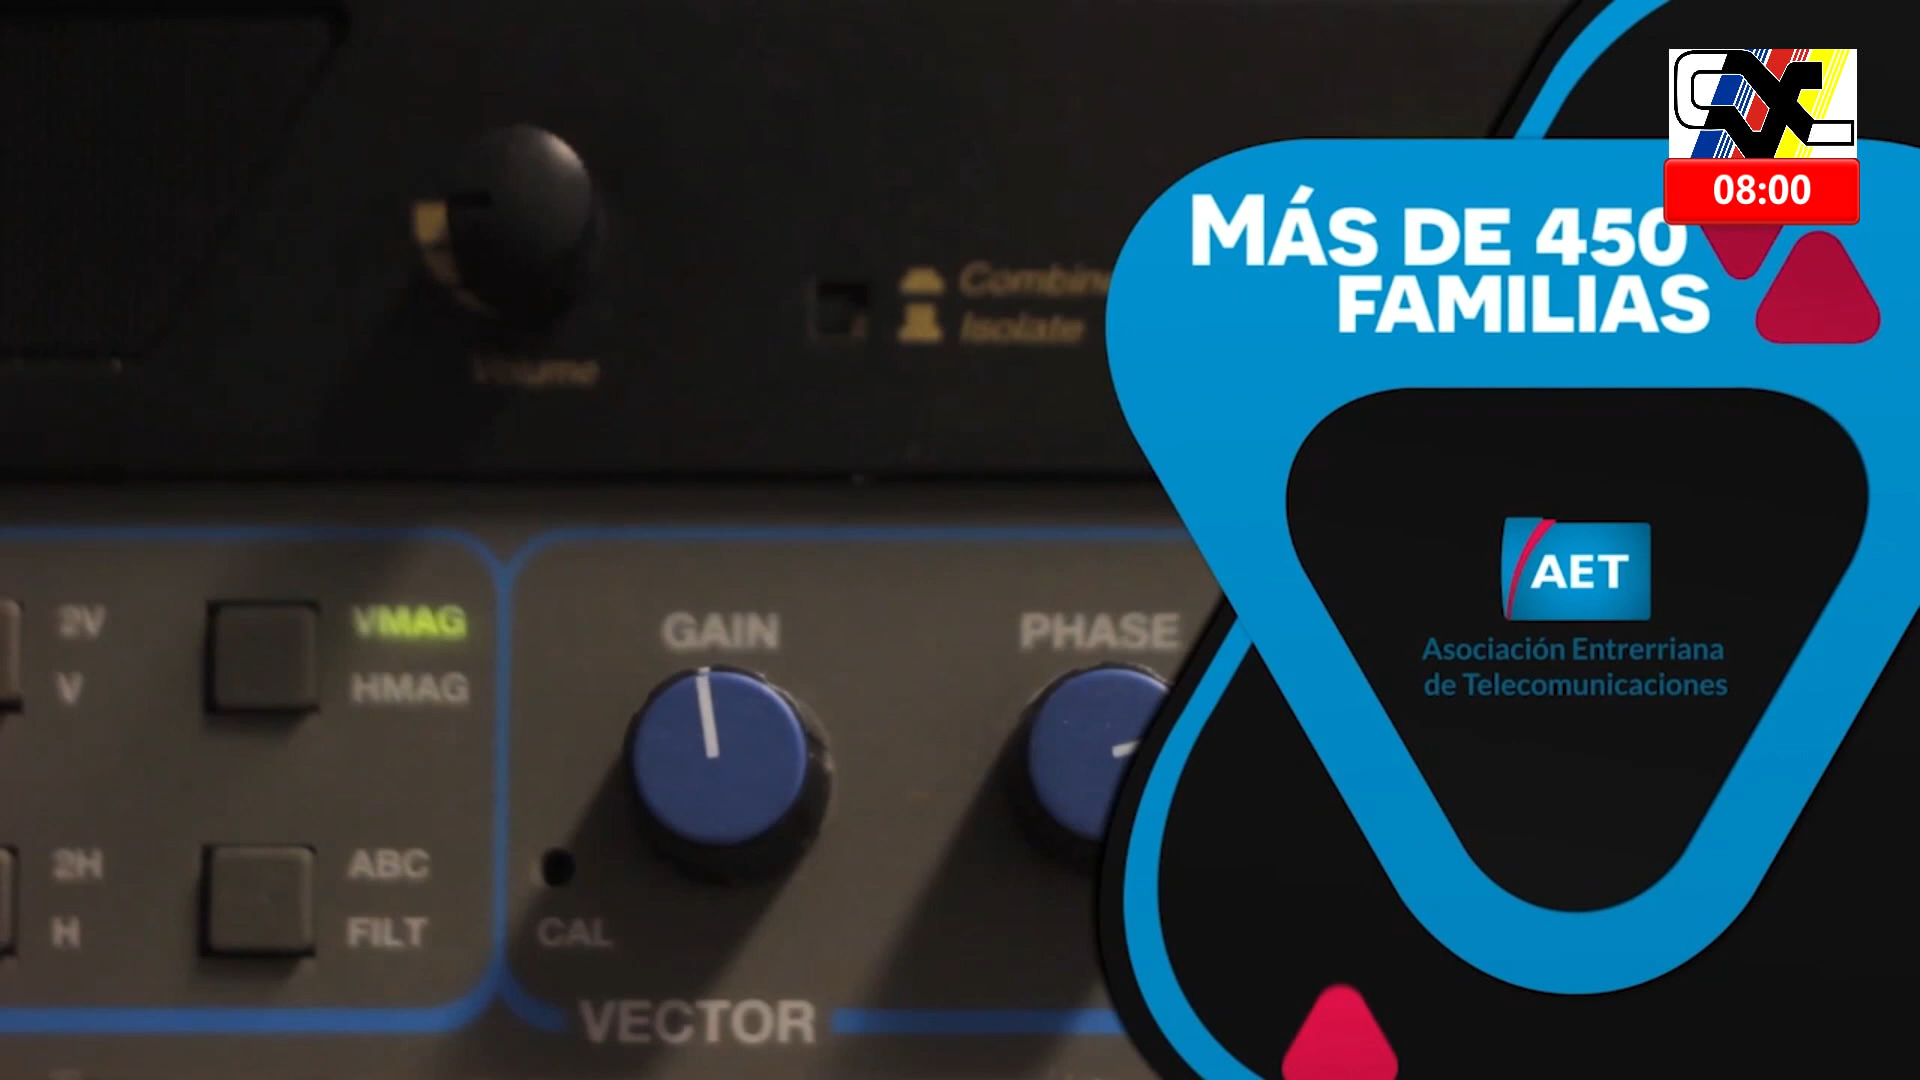 08:00
MÁS DE 450
FAMILIAS
AET
Asociación Entrerriana
de Telecomunicaciones
Volume
Combine
Isolate
2V
V
VMAG
HMAG
GAIN
PHASE
2H
H
ABC
FILT
CAL
VECTOR